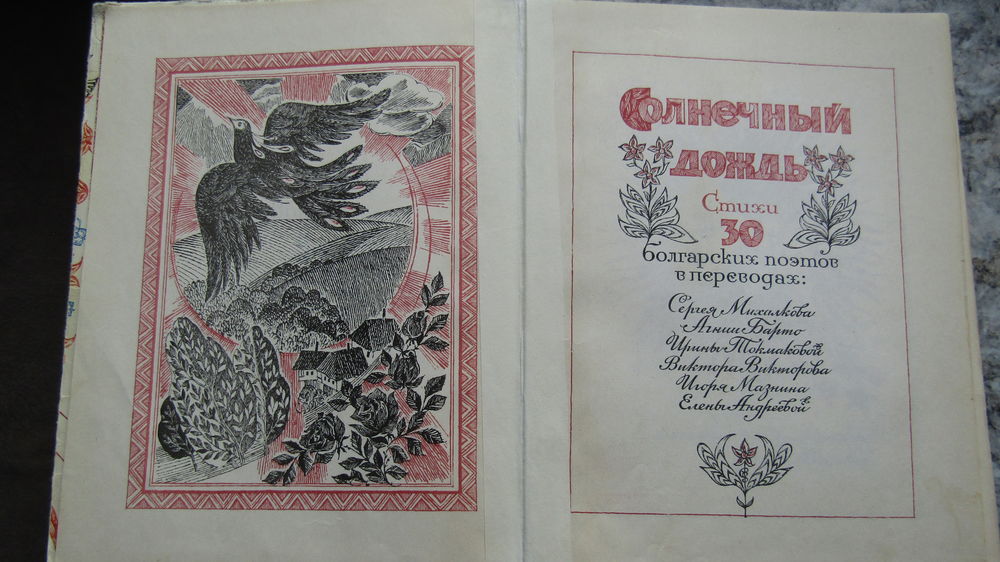 Солнечный
дождь
Стихи
30
болгарских поэтов
в переводах:
Сергея Михалкова
Агнии Барто
Ирины Токмаковой
Виктора Викторова
Игоря Мазнина
Елены Андреевой